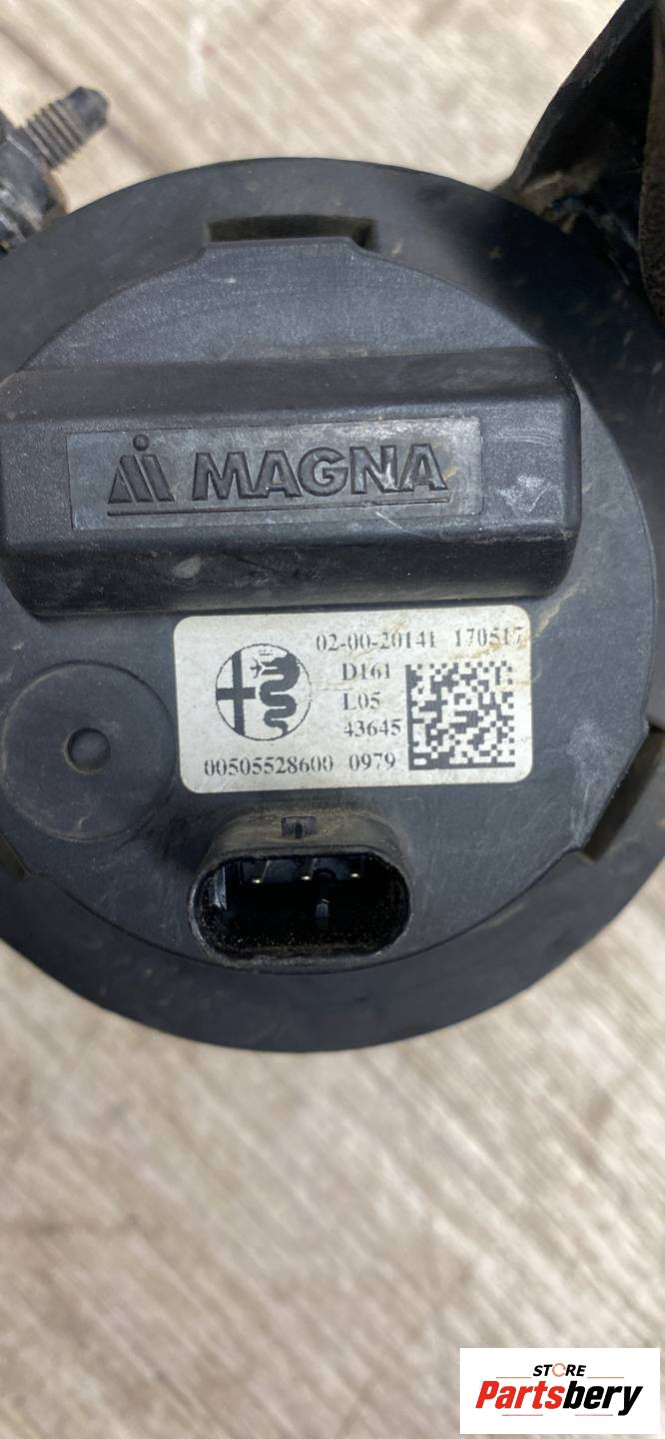 MAGNA
02-00-20141 170517
D161
L05
43645
00505528600 0979
STORE
Partsbery